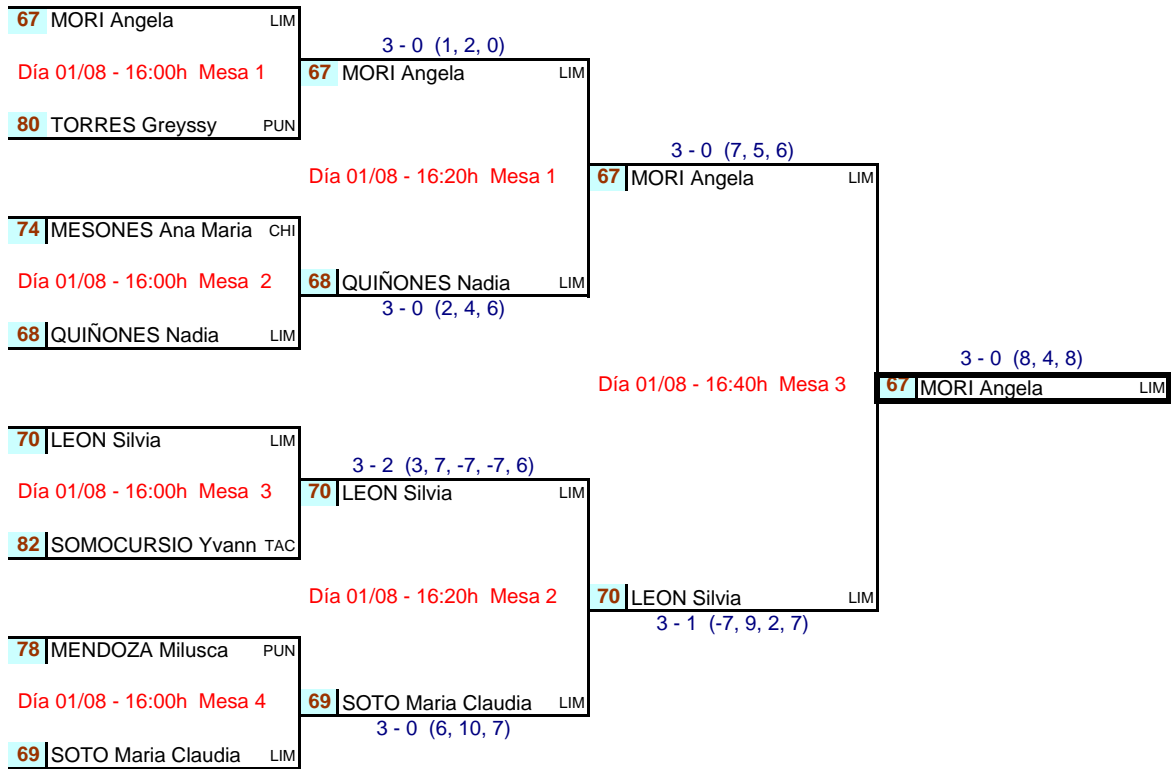 67 MORI Angela LIM
3 - 0 (1, 2, 0)
Día 01/08 - 16:00h Mesa 1
67 MORI Angela LIM
80 TORRES Greyssy PUN
3 - 0 (7, 5, 6)
Día 01/08 - 16:20h Mesa 1
67 MORI Angela LIM
74 MESONES Ana Maria CHI
Día 01/08 - 16:00h Mesa 2
68 QUIÑONES Nadia LIM
3 - 0 (2, 4, 6)
68 QUIÑONES Nadia LIM
3 - 0 (8, 4, 8)
Día 01/08 - 16:40h Mesa 3
67 MORI Angela LIM
70 LEON Silvia LIM
3 - 2 (3, 7, -7, -7, 6)
Día 01/08 - 16:00h Mesa 3
70 LEON Silvia LIM
82 SOMOCURSIO Yvann TAC
Día 01/08 - 16:20h Mesa 2
70 LEON Silvia LIM
3 - 1 (-7, 9, 2, 7)
78 MENDOZA Milusca PUN
Día 01/08 - 16:00h Mesa 4
69 SOTO Maria Claudia LIM
3 - 0 (6, 10, 7)
69 SOTO Maria Claudia LIM